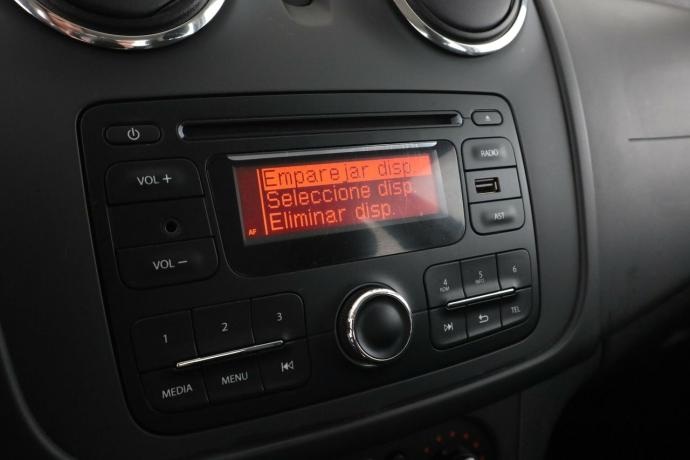 RADIO
VOL +
Emparejar disp.
Seleccione disp.
Eliminar disp.
AF
AST
VOL -
4 5 6
1 2 3
TEL
MEDIA MENU